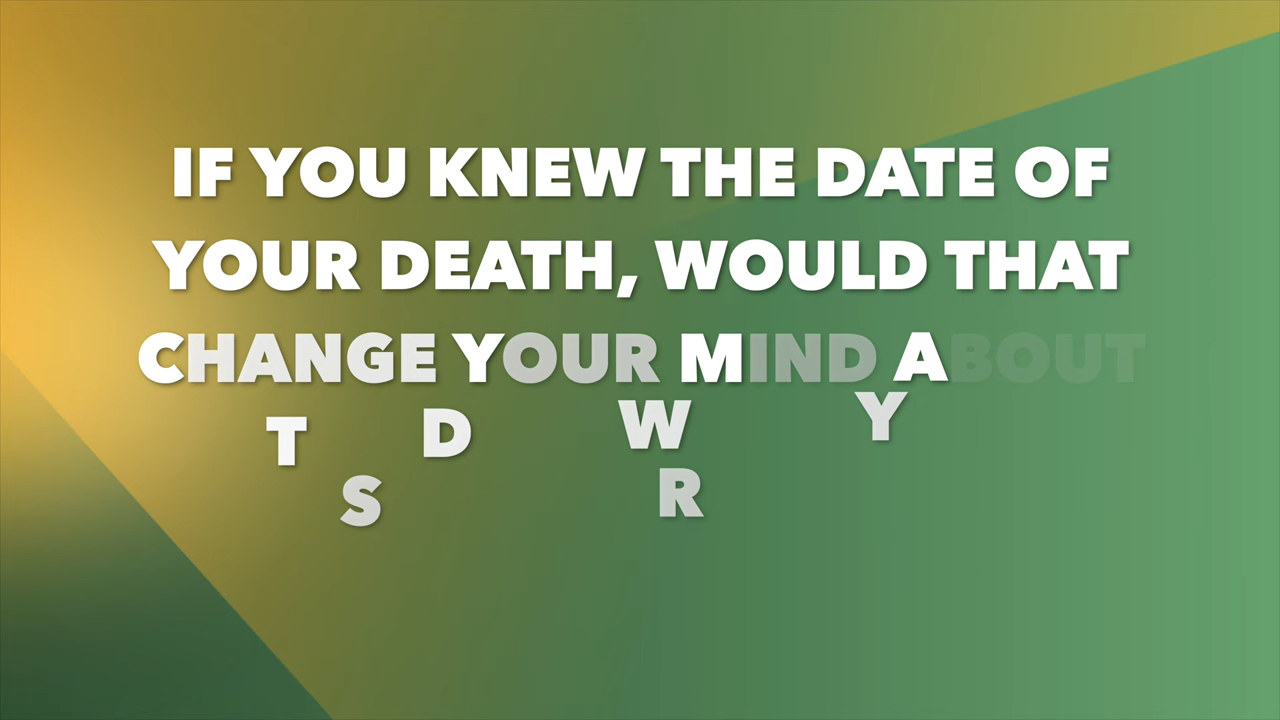 IF YOU KNEW THE DATE OF
YOUR DEATH, WOULD THAT
CHANGE YOUR MIND ABOUT
T D W Y
S R